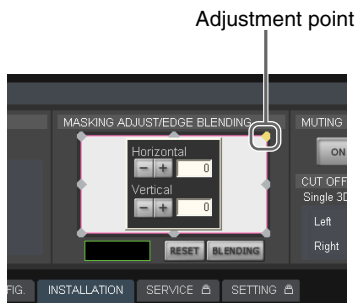 Adjustment point
MASKING ADJUST/EDGE BLENDING
MUTING
Horizontal
− + 0
Vertical
− + 0
ON
CUT OFF
Single 3D
Left
Right
RESET BLENDING
FIG. INSTALLATION SERVICE SETTING